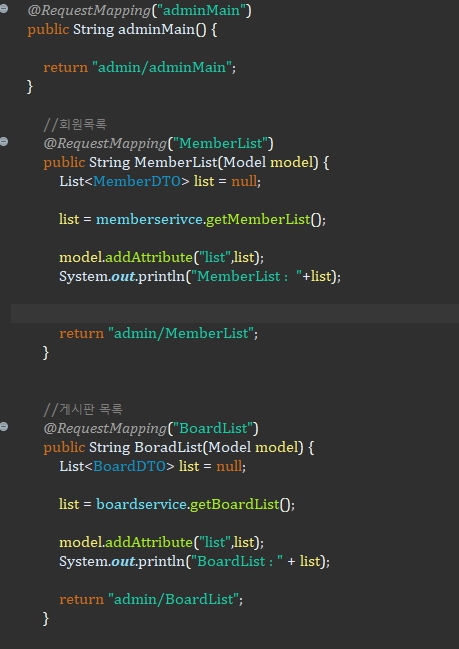 @RequestMapping("adminMain")
public String adminMain() {
return "admin/adminMain";
}
//회원목록
@RequestMapping("MemberList")
public String MemberList(Model model) {
List<MemberDTO> list = null;
list = memberserivce.getMemberList();
model.addAttribute("list",list);
System.out.println("MemberList :  "+list);
return "admin/MemberList";
}
//게시판 목록
@RequestMapping("BoardList")
public String BoradList(Model model) {
List<BoardDTO> list = null;
list = boardservice.getBoardList();
model.addAttribute("list",list);
System.out.println("BoardList : " + list);
return "admin/BoardList";
}